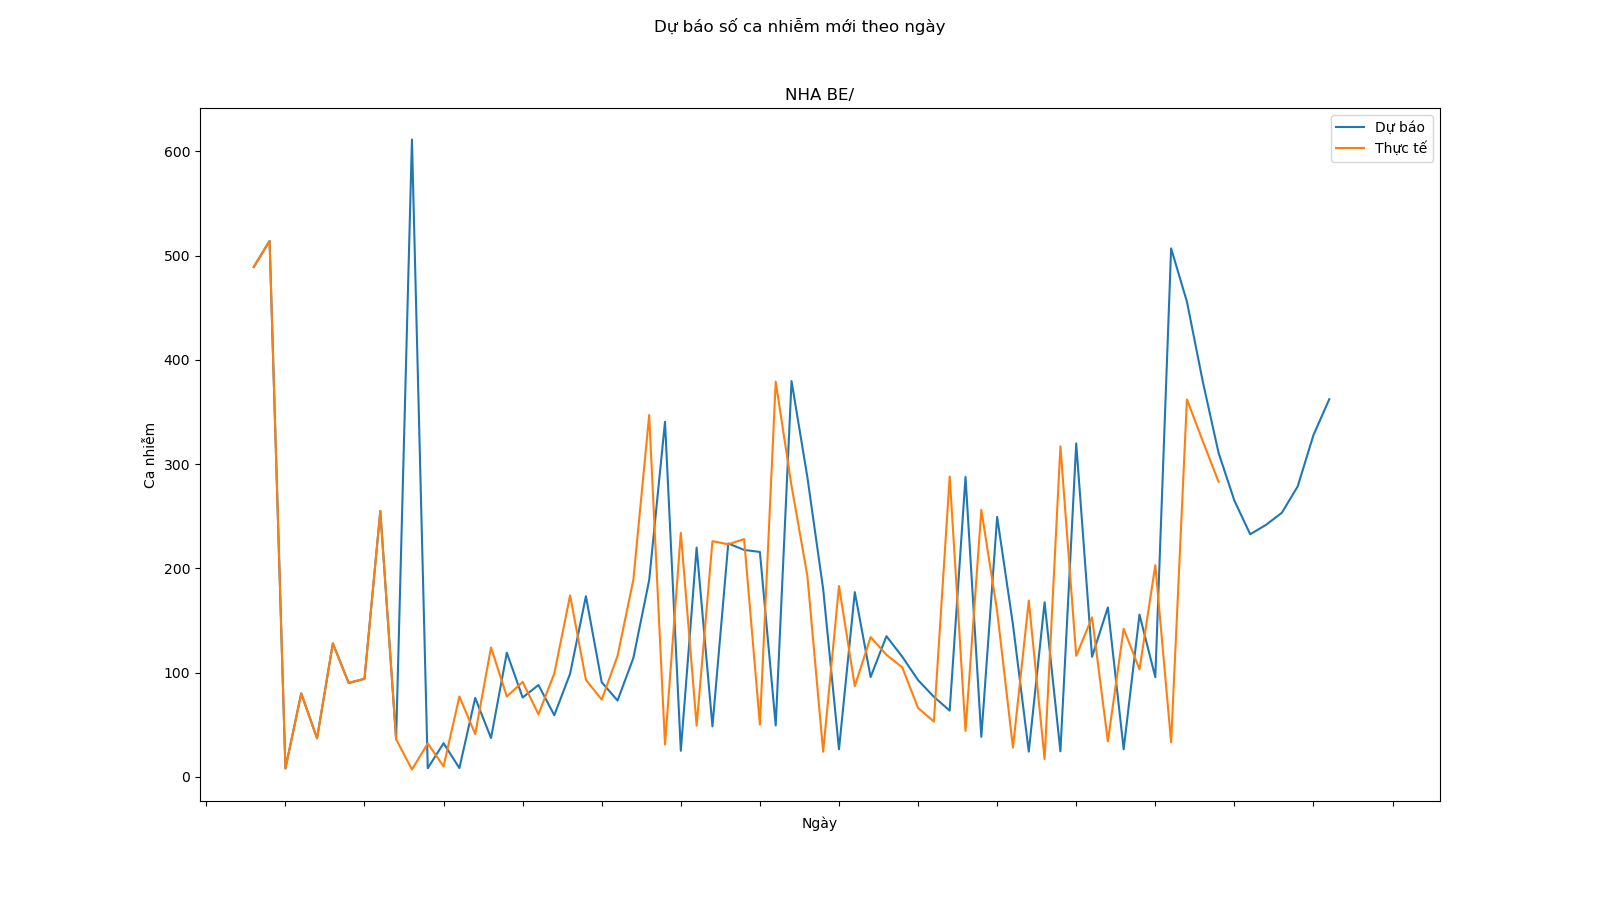 Dự báo số ca nhiễm mới theo ngày
NHA BE/
Dự báo
Thực tế
600
500
400
300
200
100
0
Ca nhiễm
Ngày